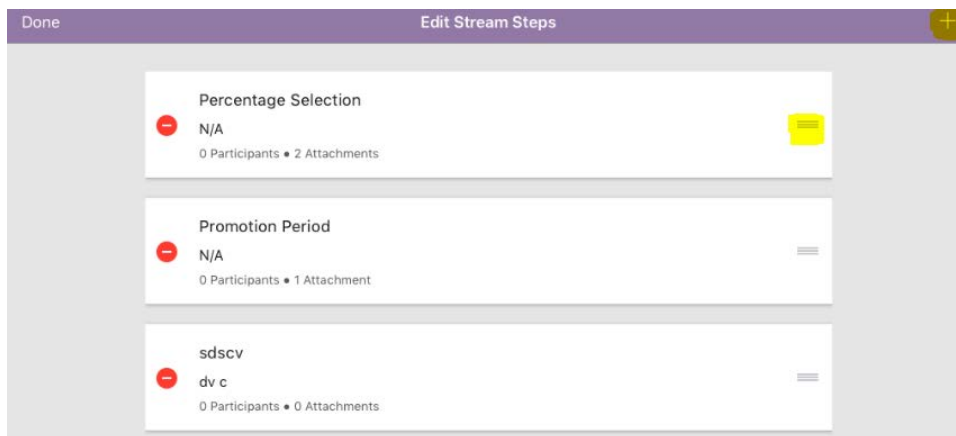 Done
Edit Stream Steps
Percentage Selection
N/A
0 Participants • 2 Attachments
Promotion Period
N/A
0 Participants • 1 Attachment
sdscv
dv c
0 Participants • 0 Attachments